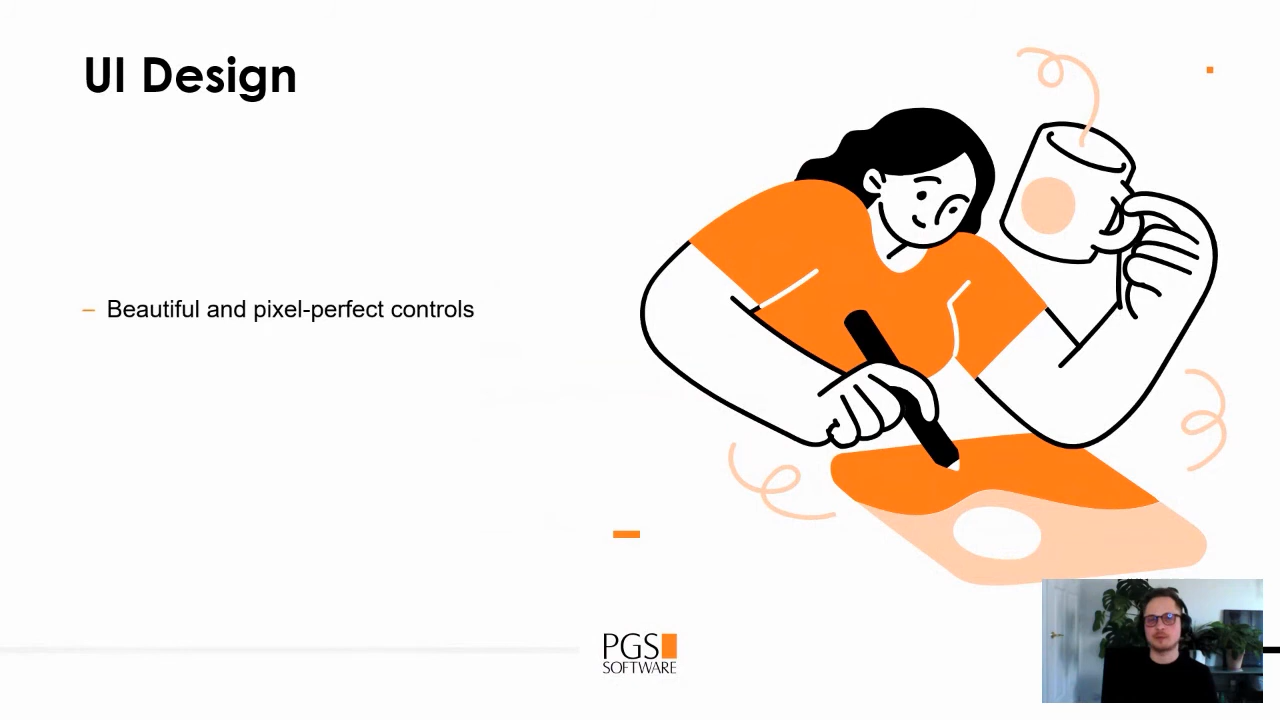 UI Design
– Beautiful and pixel-perfect controls
PGS
SOFTWARE